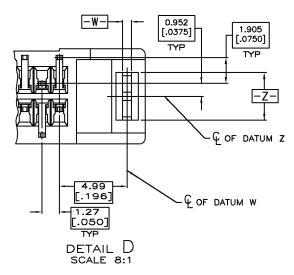 -W-
0.952
[.0375]
TYP
1.905
[.0750]
TYP
-Z-
℄ OF DATUM Z
4.99
[.196]
℄ OF DATUM W
1.27
[.050]
TYP
DETAIL D
SCALE 8:1